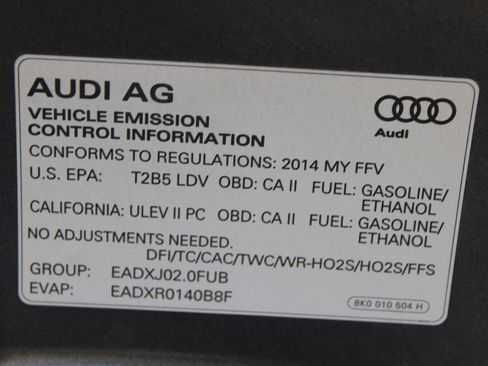 AUDI AG
VEHICLE EMISSION
CONTROL INFORMATION
Audi
CONFORMS TO REGULATIONS: 2014 MY FFV
U.S. EPA: T2B5 LDV OBD: CA II FUEL: GASOLINE/
ETHANOL
CALIFORNIA: ULEV II PC OBD: CA II FUEL: GASOLINE/
ETHANOL
NO ADJUSTMENTS NEEDED.
DFI/TC/CAC/TWC/WR-HO2S/HO2S/FFS
GROUP: EADXJ02.0FUB
EVAP: EADXR0140B8F
8K0 010 504 H